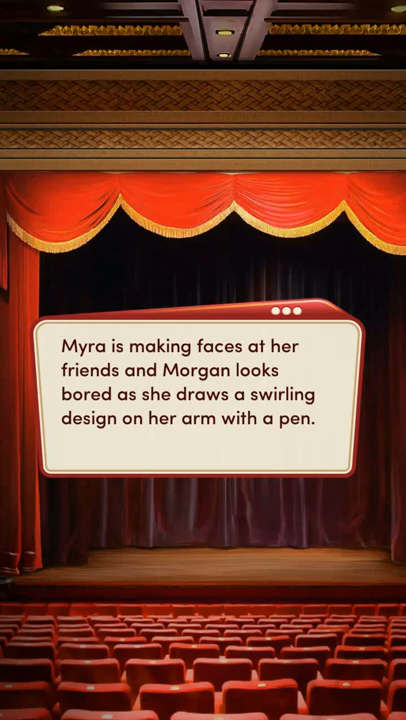 Myra is making faces at her
friends and Morgan looks
bored as she draws a swirling
design on her arm with a pen.